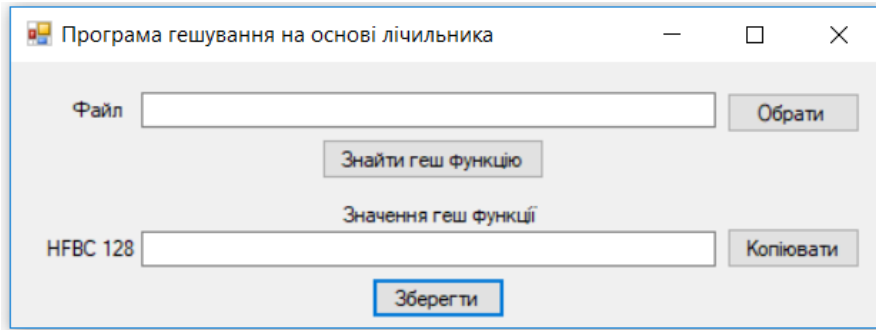 Програма гешування на основі лічильника
Файл Обрати
Знайти геш функцію
Значення геш функції
HFBC 128 Копіювати
Зберегти